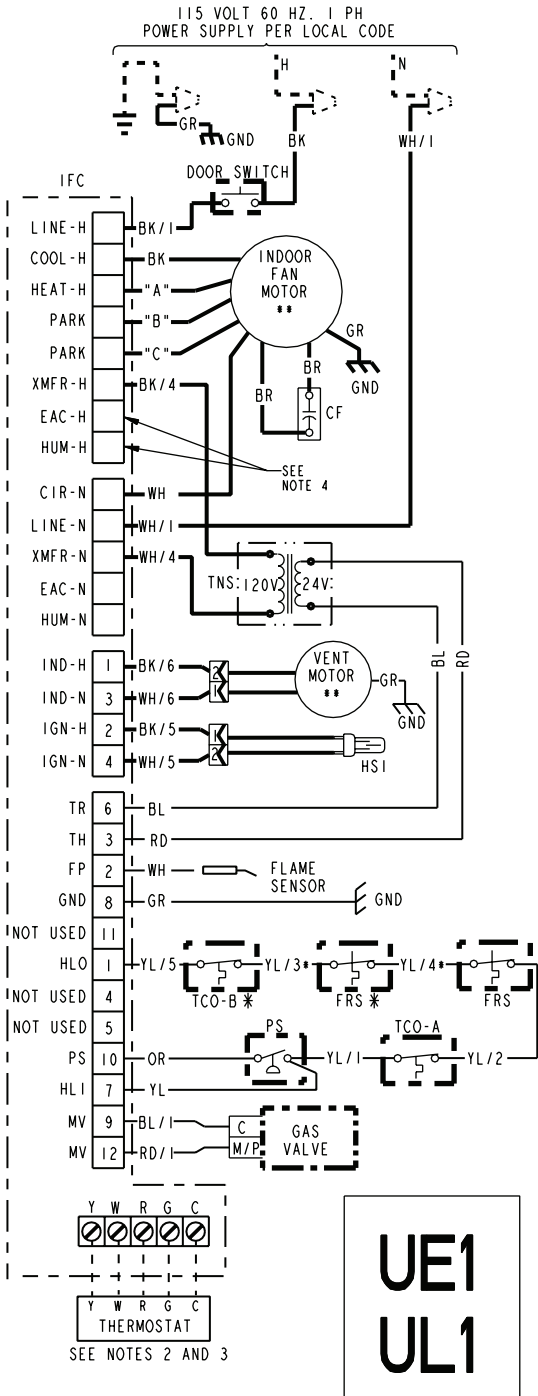 115 VOLT 60 HZ. 1 PH
POWER SUPPLY PER LOCAL CODE
H
N
GR
GND
BK
WH/1
DOOR SWITCH
IFC
LINE-H BK/1
COOL-H BK
HEAT-H "A"
PARK "B"
PARK "C"
XMFR-H BK/4
EAC-H
HUM-H
INDOOR
FAN
MOTOR
**
GR
GND
BR
BR
CF
SEE
NOTE 4
CIR-N WH
LINE-N WH/1
XMFR-N WH/4
EAC-N
HUM-N
TNS 120V 24V
BL
RD
IND-H 1 BK/6 2
IND-N 3 WH/6 1
IGN-H 2 BK/5 1
IGN-N 4 WH/5 2
VENT
MOTOR
**
GR
GND
HSI
TR 6 BL
TH 3 RD
FP 2 WH
FLAME
SENSOR
GND 8 GR GND
NOT USED 11
HLO 1 YL/5 YL/3* YL/4*
TCO-B * FRS * FRS
NOT USED 4
NOT USED 5
PS TCO-A
PS 10 OR YL/1 YL/2
HLI 7 YL
MV 9 BL/1 C
MV 12 RD/1 M/P
GAS
VALVE
Y W R G C
Y W R G C
THERMOSTAT
SEE NOTES 2 AND 3
UE1
UL1